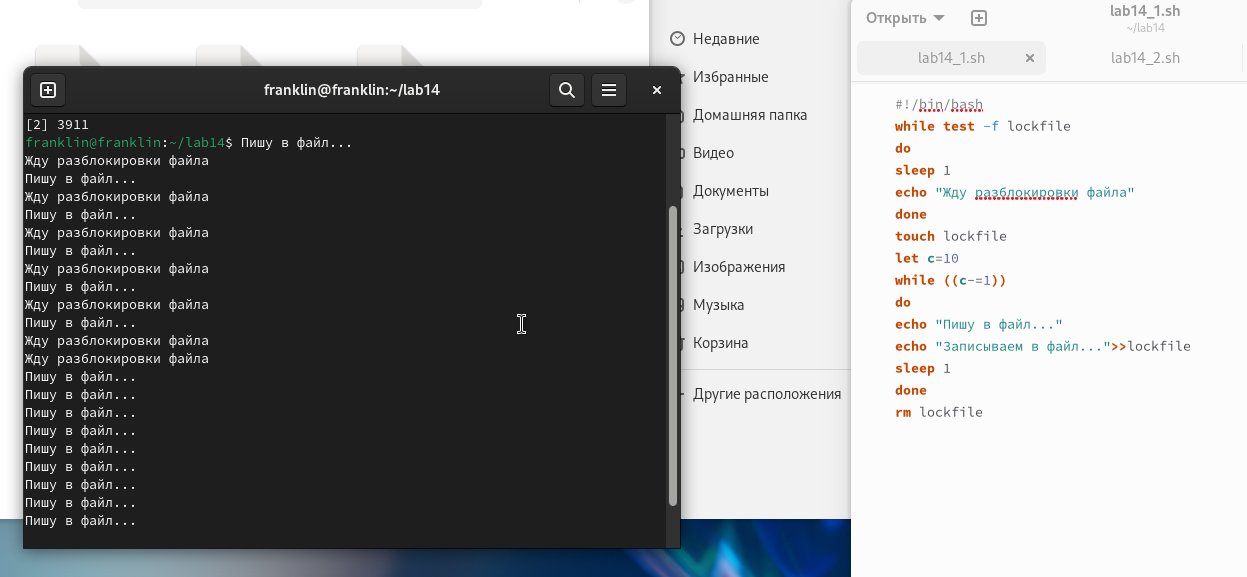 franklin@franklin:~/lab14
[2] 3911
franklin@franklin:~/lab14$ Пишу в файл...
Жду разблокировки файла
Пишу в файл...
Жду разблокировки файла
Пишу в файл...
Жду разблокировки файла
Пишу в файл...
Жду разблокировки файла
Пишу в файл...
Жду разблокировки файла
Пишу в файл...
Жду разблокировки файла
Жду разблокировки файла
Пишу в файл...
Пишу в файл...
Пишу в файл...
Пишу в файл...
Пишу в файл...
Пишу в файл...
Пишу в файл...
Пишу в файл...
Пишу в файл...
Недавние
Избранные
Домашняя папка
Видео
Документы
Загрузки
Изображения
Музыка
Корзина
Другие расположения
Открыть
lab14_1.sh
~/lab14
lab14_1.sh
lab14_2.sh
#!/bin/bash
while test -f lockfile
do
sleep 1
echo "Жду разблокировки файла"
done
touch lockfile
let c=10
while ((c-=1))
do
echo "Пишу в файл..."
echo "Записываем в файл...">>lockfile
sleep 1
done
rm lockfile